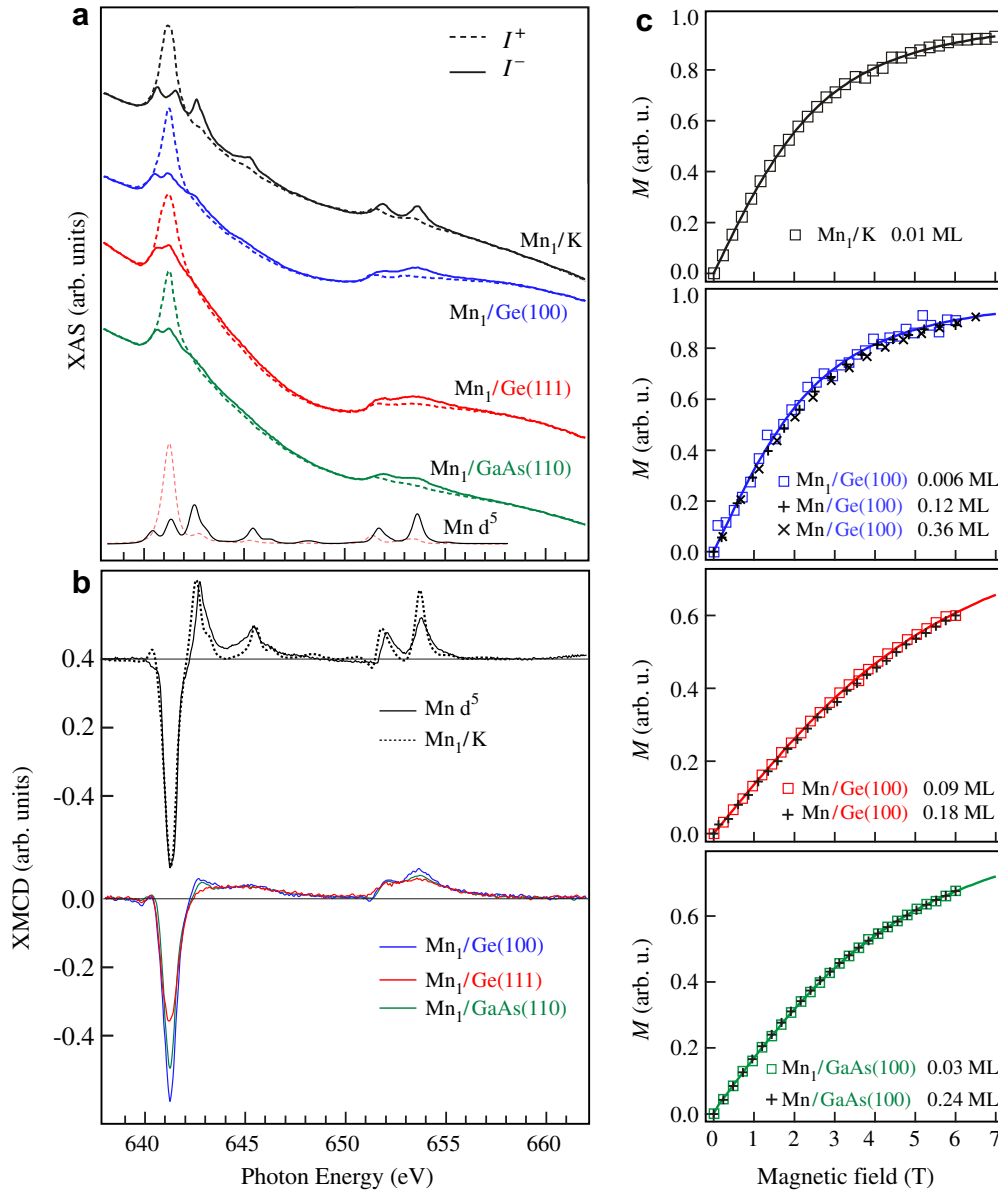 a
I⁺
I⁻
XAS (arb. units)
Mn₁/K
Mn₁/Ge(100)
Mn₁/Ge(111)
Mn₁/GaAs(110)
Mn d⁵
b
0.4
0.2
-0.4
0.0
-0.2
-0.4
XMCD (arb. units)
Mn d⁵
Mn₁/K
Mn₁/Ge(100)
Mn₁/Ge(111)
Mn₁/GaAs(110)
640 645 650 655 660
Photon Energy (eV)
c
1.0
0.8
0.6
0.4
0.2
0.0
M (arb. u.)
Mn₁/K 0.01 ML
1.0
0.8
0.6
0.4
0.2
0.0
M (arb. u.)
Mn₁/Ge(100) 0.006 ML
Mn/Ge(100) 0.12 ML
Mn/Ge(100) 0.36 ML
0.6
0.4
0.2
0.0
M (arb. u.)
Mn/Ge(100) 0.09 ML
Mn/Ge(100) 0.18 ML
0.6
0.4
0.2
0.0
M (arb. u.)
Mn₁/GaAs(100) 0.03 ML
Mn/GaAs(100) 0.24 ML
0 1 2 3 4 5 6 7
Magnetic field (T)